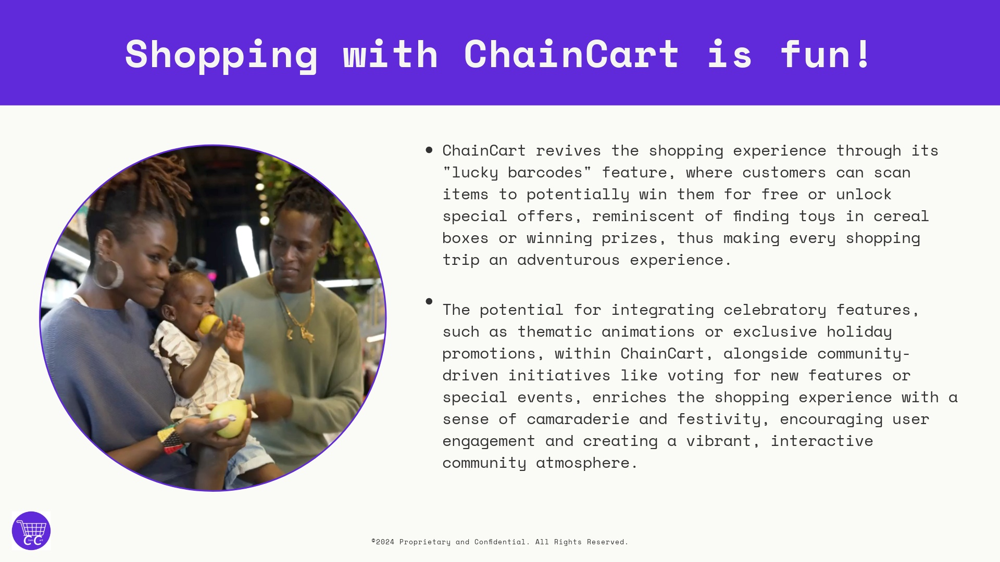 Shopping with ChainCart is fun!
● ChainCart revives the shopping experience through its
"lucky barcodes" feature, where customers can scan
items to potentially win them for free or unlock
special offers, reminiscent of finding toys in cereal
boxes or winning prizes, thus making every shopping
trip an adventurous experience.
● The potential for integrating celebratory features,
such as thematic animations or exclusive holiday
promotions, within ChainCart, alongside community-
driven initiatives like voting for new features or
special events, enriches the shopping experience with a
sense of camaraderie and festivity, encouraging user
engagement and creating a vibrant, interactive
community atmosphere.
CC
©2024 Proprietary and Confidential. All Rights Reserved.